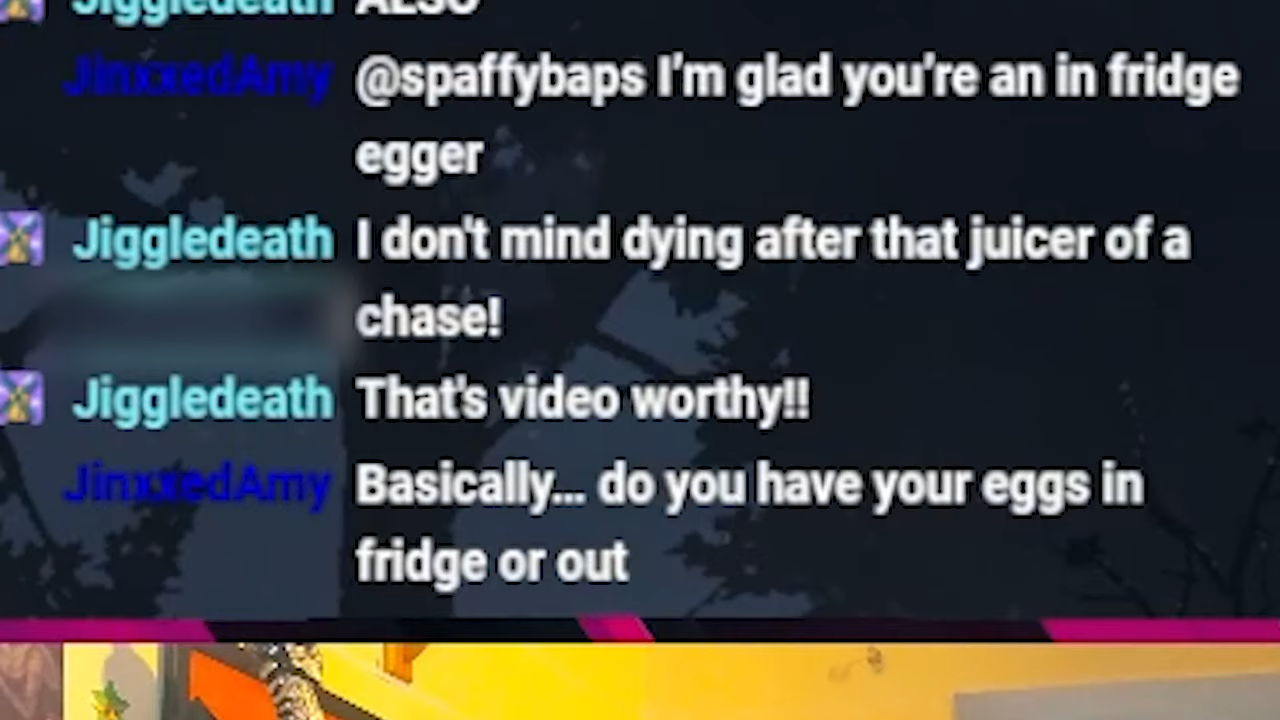 Jiggledeath ALSO
JinxxedAmy @spaffybaps I'm glad you're an in fridge
egger
Jiggledeath I don't mind dying after that juicer of a
chase!
Jiggledeath That's video worthy!!
JinxxedAmy Basically... do you have your eggs in
fridge or out